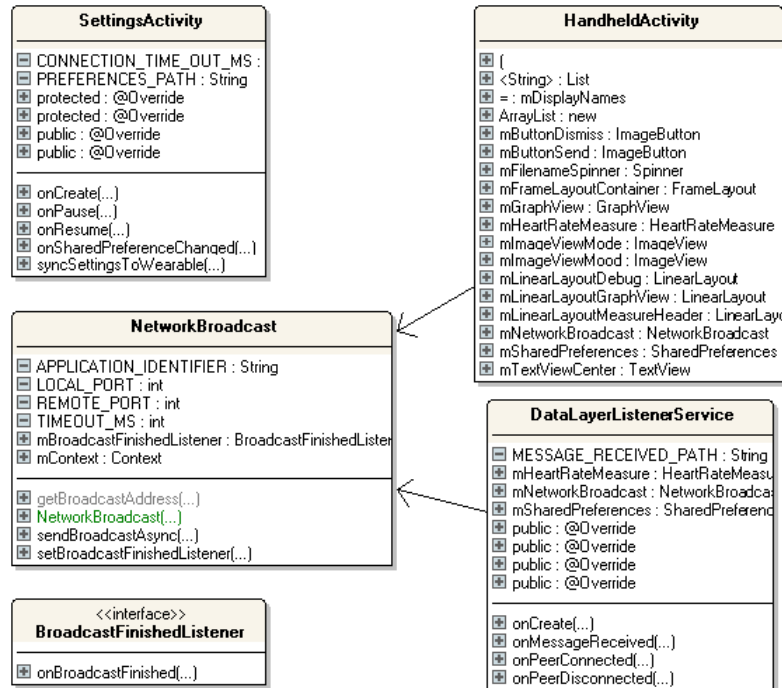 SettingsActivity
CONNECTION_TIME_OUT_MS :
PREFERENCES_PATH : String
protected : @Override
protected : @Override
public : @Override
public : @Override
onCreate(...)
onPause(...)
onResume(...)
onSharedPreferenceChanged(...)
syncSettingsToWearable(...)
HandheldActivity
(
<String> : List
= : mDisplayNames
ArrayList : new
mButtonDismiss : ImageButton
mButtonSend : ImageButton
mFilenameSpinner : Spinner
mFrameLayoutContainer : FrameLayout
mGraphView : GraphView
mHeartRateMeasure : HeartRateMeasure
mImageViewMode : ImageView
mImageViewMood : ImageView
mLinearLayoutDebug : LinearLayout
mLinearLayoutGraphView : LinearLayout
mLinearLayoutMeasureHeader : LinearLayo
mNetworkBroadcast : NetworkBroadcast
mSharedPreferences : SharedPreferences
mTextViewCenter : TextView
NetworkBroadcast
APPLICATION_IDENTIFIER : String
LOCAL_PORT : int
REMOTE_PORT : int
TIMEOUT_MS : int
mBroadcastFinishedListener : BroadcastFinishedListen
mContext : Context
getBroadcastAddress(...)
NetworkBroadcast(...)
sendBroadcastAsync(...)
setBroadcastFinishedListener(...)
DataLayerListenerService
MESSAGE_RECEIVED_PATH : String
mHeartRateMeasure : HeartRateMeasu
mNetworkBroadcast : NetworkBroadcas
mSharedPreferences : SharedPreferenc
public : @Override
public : @Override
public : @Override
public : @Override
onCreate(...)
onMessageReceived(...)
onPeerConnected(...)
onPeerDisconnected(...)
<<interface>>
BroadcastFinishedListener
onBroadcastFinished(...)